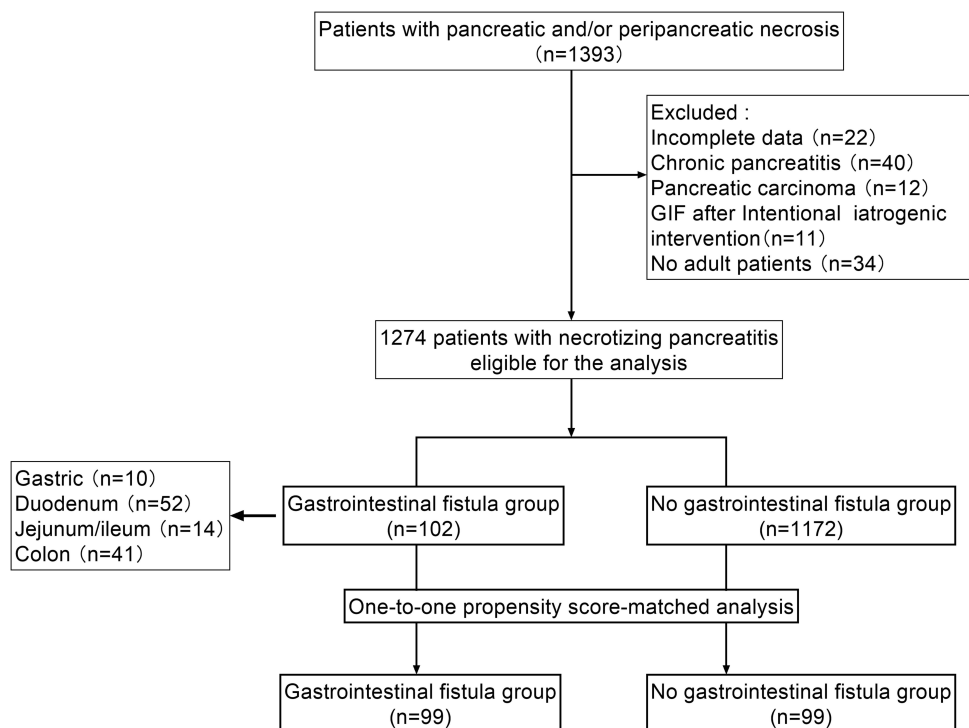 Patients with pancreatic and/or peripancreatic necrosis
(n=1393)
Excluded :
Incomplete data (n=22)
Chronic pancreatitis (n=40)
Pancreatic carcinoma (n=12)
GIF after Intentional iatrogenic
intervention(n=11)
No adult patients (n=34)
1274 patients with necrotizing pancreatitis
eligible for the analysis
Gastric (n=10)
Duodenum (n=52)
Jejunum/ileum (n=14)
Colon (n=41)
Gastrointestinal fistula group
(n=102)
No gastrointestinal fistula group
(n=1172)
One-to-one propensity score-matched analysis
Gastrointestinal fistula group
(n=99)
No gastrointestinal fistula group
(n=99)